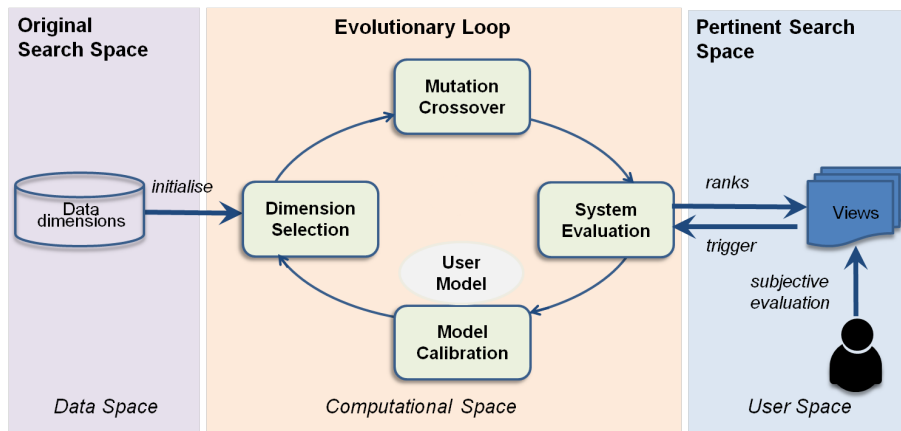 Original
Search Space
Evolutionary Loop
Pertinent Search
Space
Mutation
Crossover
initialise
Data
dimensions
Dimension
Selection
System
Evaluation
ranks
trigger
Views
User
Model
subjective
evaluation
Model
Calibration
Data Space
Computational Space
User Space